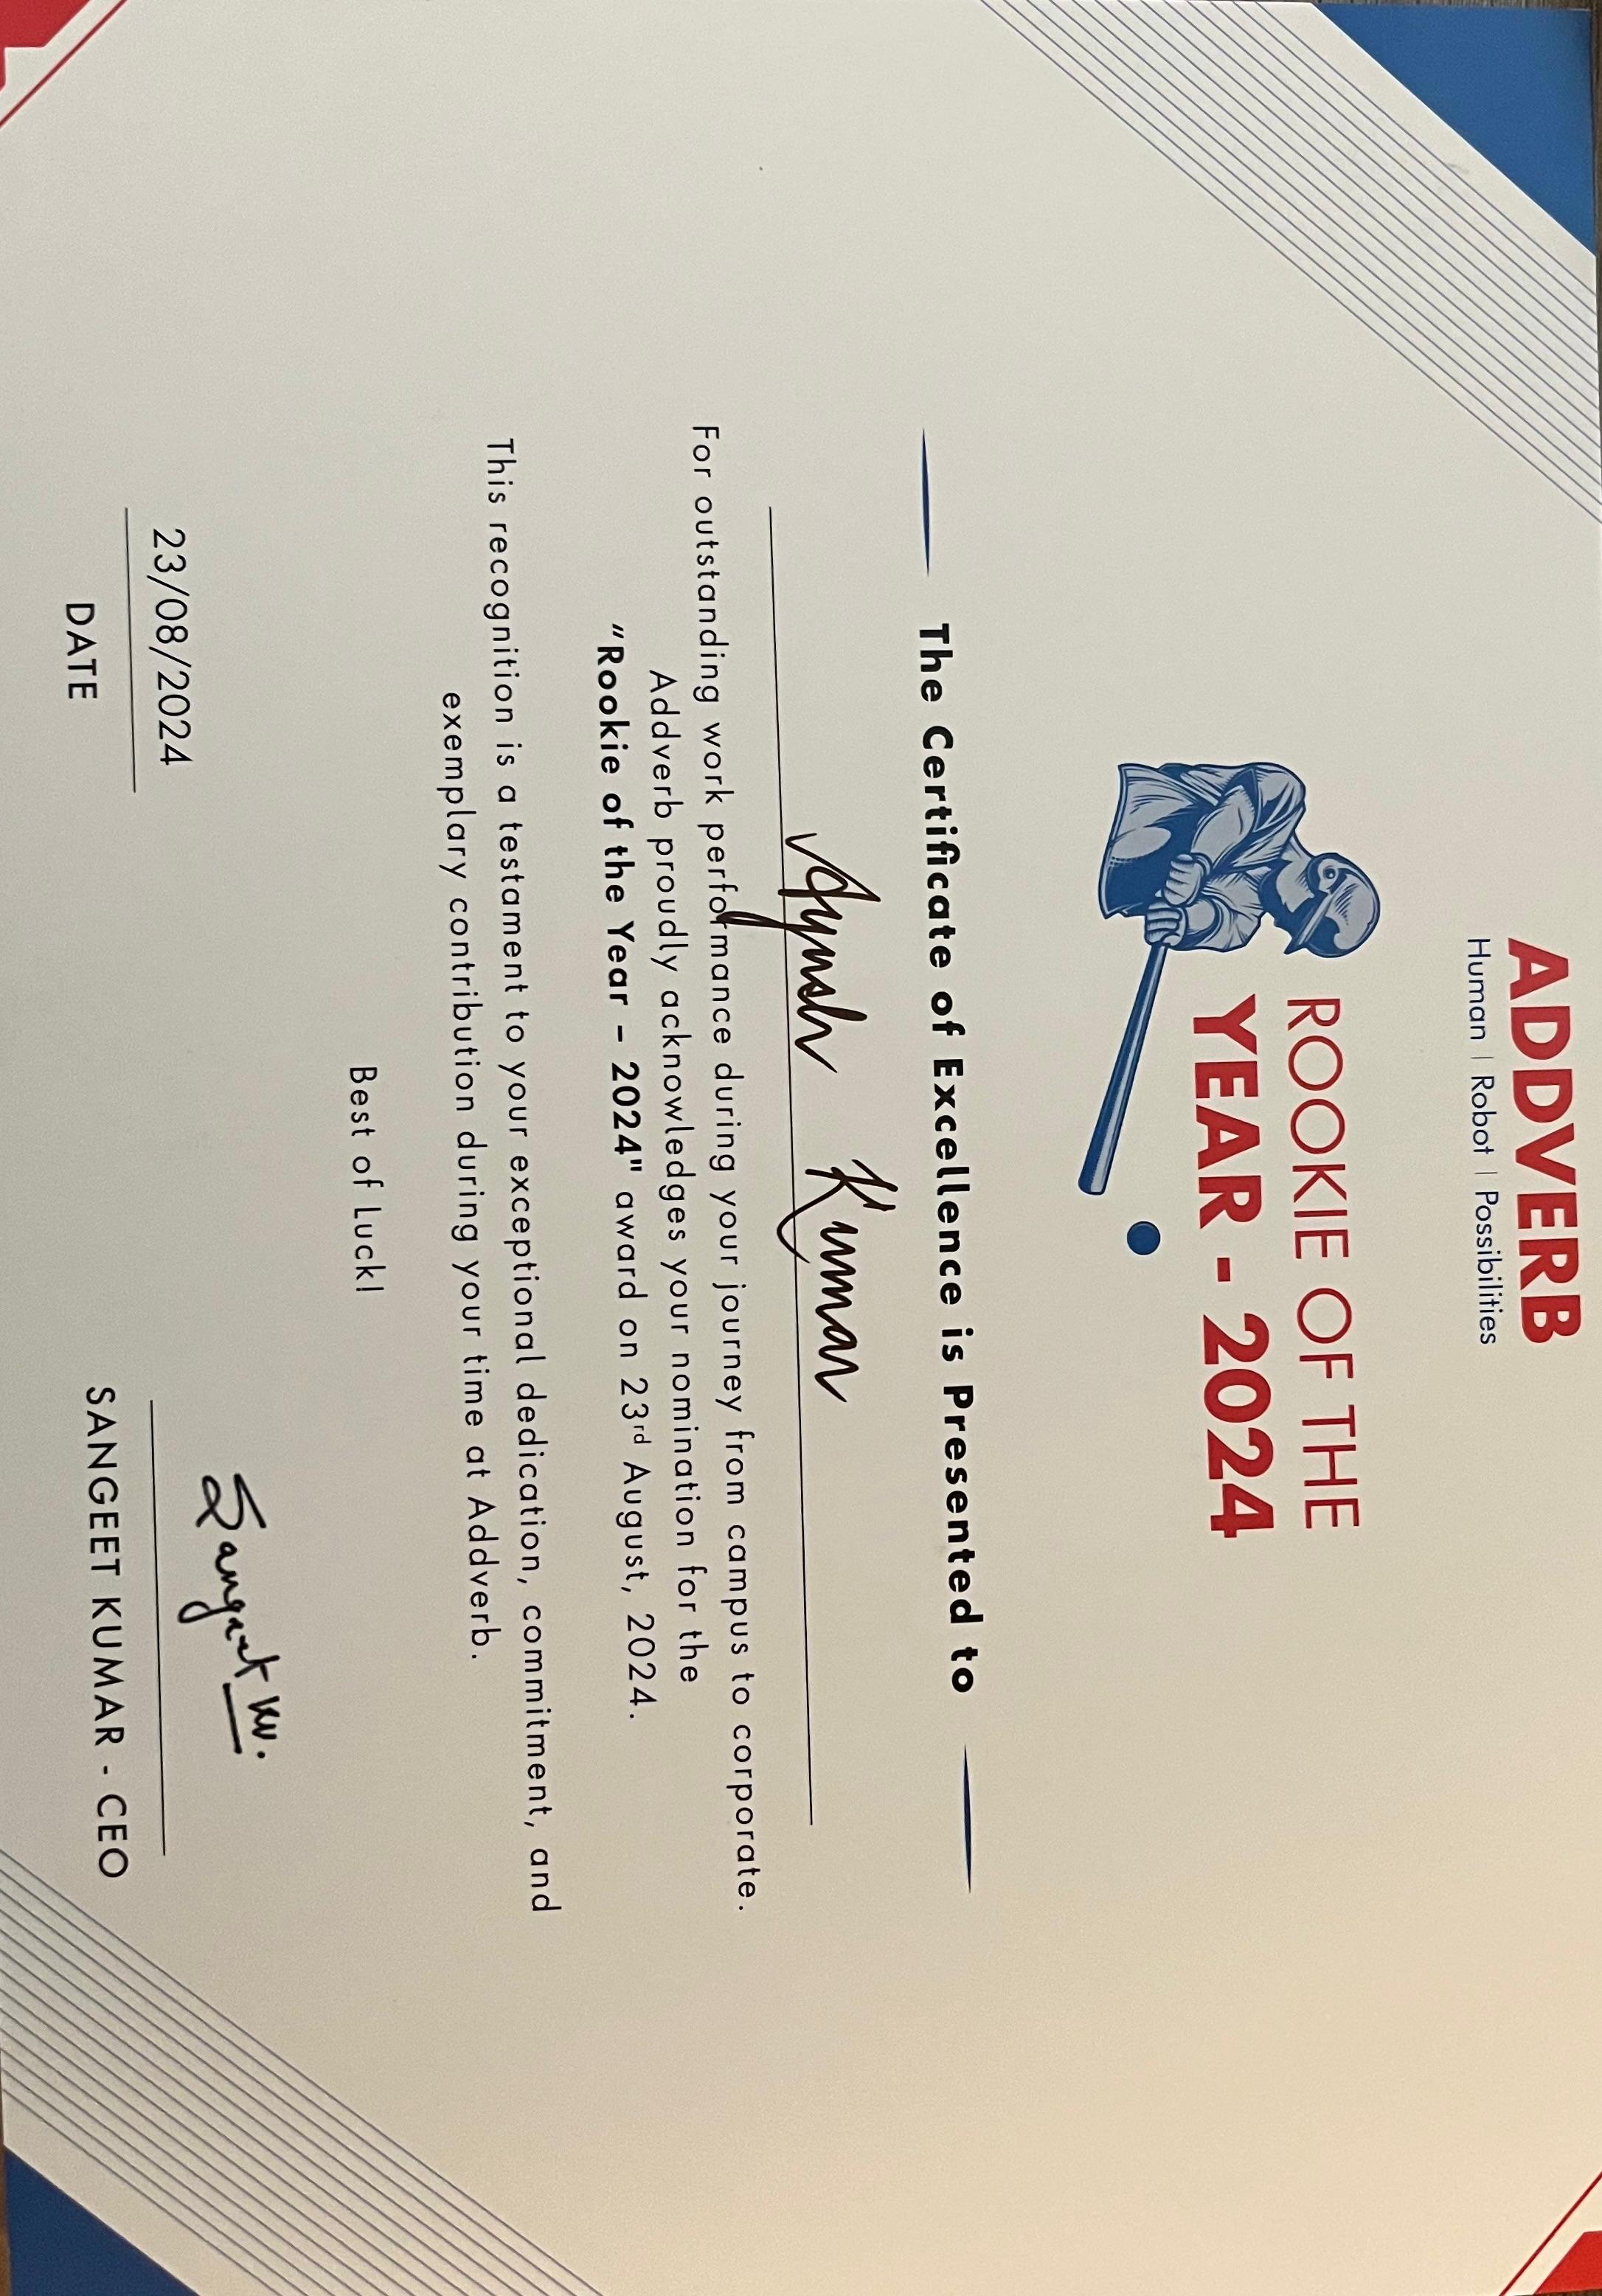 ADDVERB
Human | Robot | Possibilities
ROOKIE OF THE
YEAR - 2024
The Certificate of Excellence is Presented to
Ayush Kumar
For outstanding work performance during your journey from campus to corporate.
Addverb proudly acknowledges your nomination for the
“Rookie of the Year – 2024" award on 23rd August, 2024.
This recognition is a testament to your exceptional dedication, commitment, and
exemplary contribution during your time at Addverb.
Best of Luck!
Sangeet Ku.
23/08/2024
DATE
SANGEET KUMAR - CEO